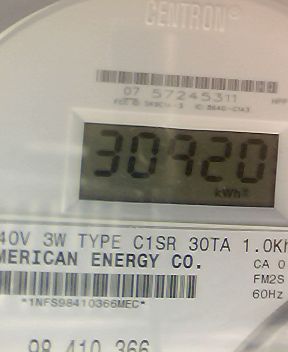 CENTRON®
07 57245311
30920
kWh
40V 3W TYPE C1SR 30TA 1.0Kh
MERICAN ENERGY CO.
CA 0
FM2S
60Hz
*1NFS98410366MEC*
98 410 366